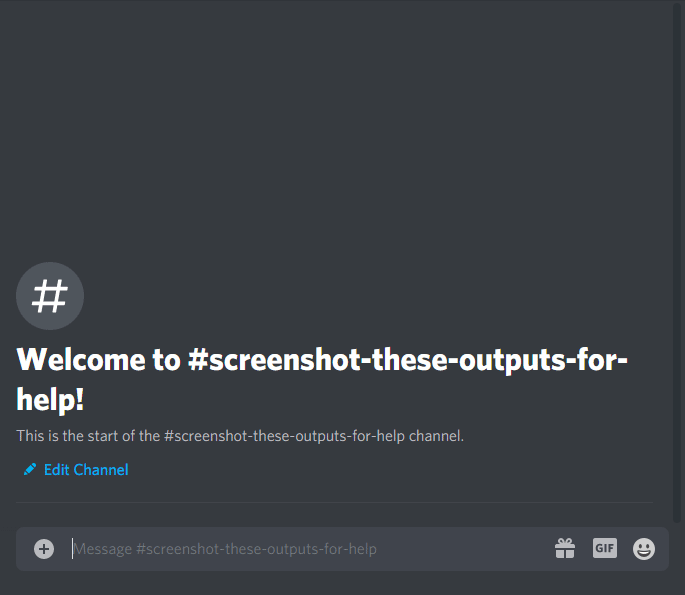 #
Welcome to #screenshot-these-outputs-for-
help!
This is the start of the #screenshot-these-outputs-for-help channel.
Edit Channel
Message #screenshot-these-outputs-for-help
GIF